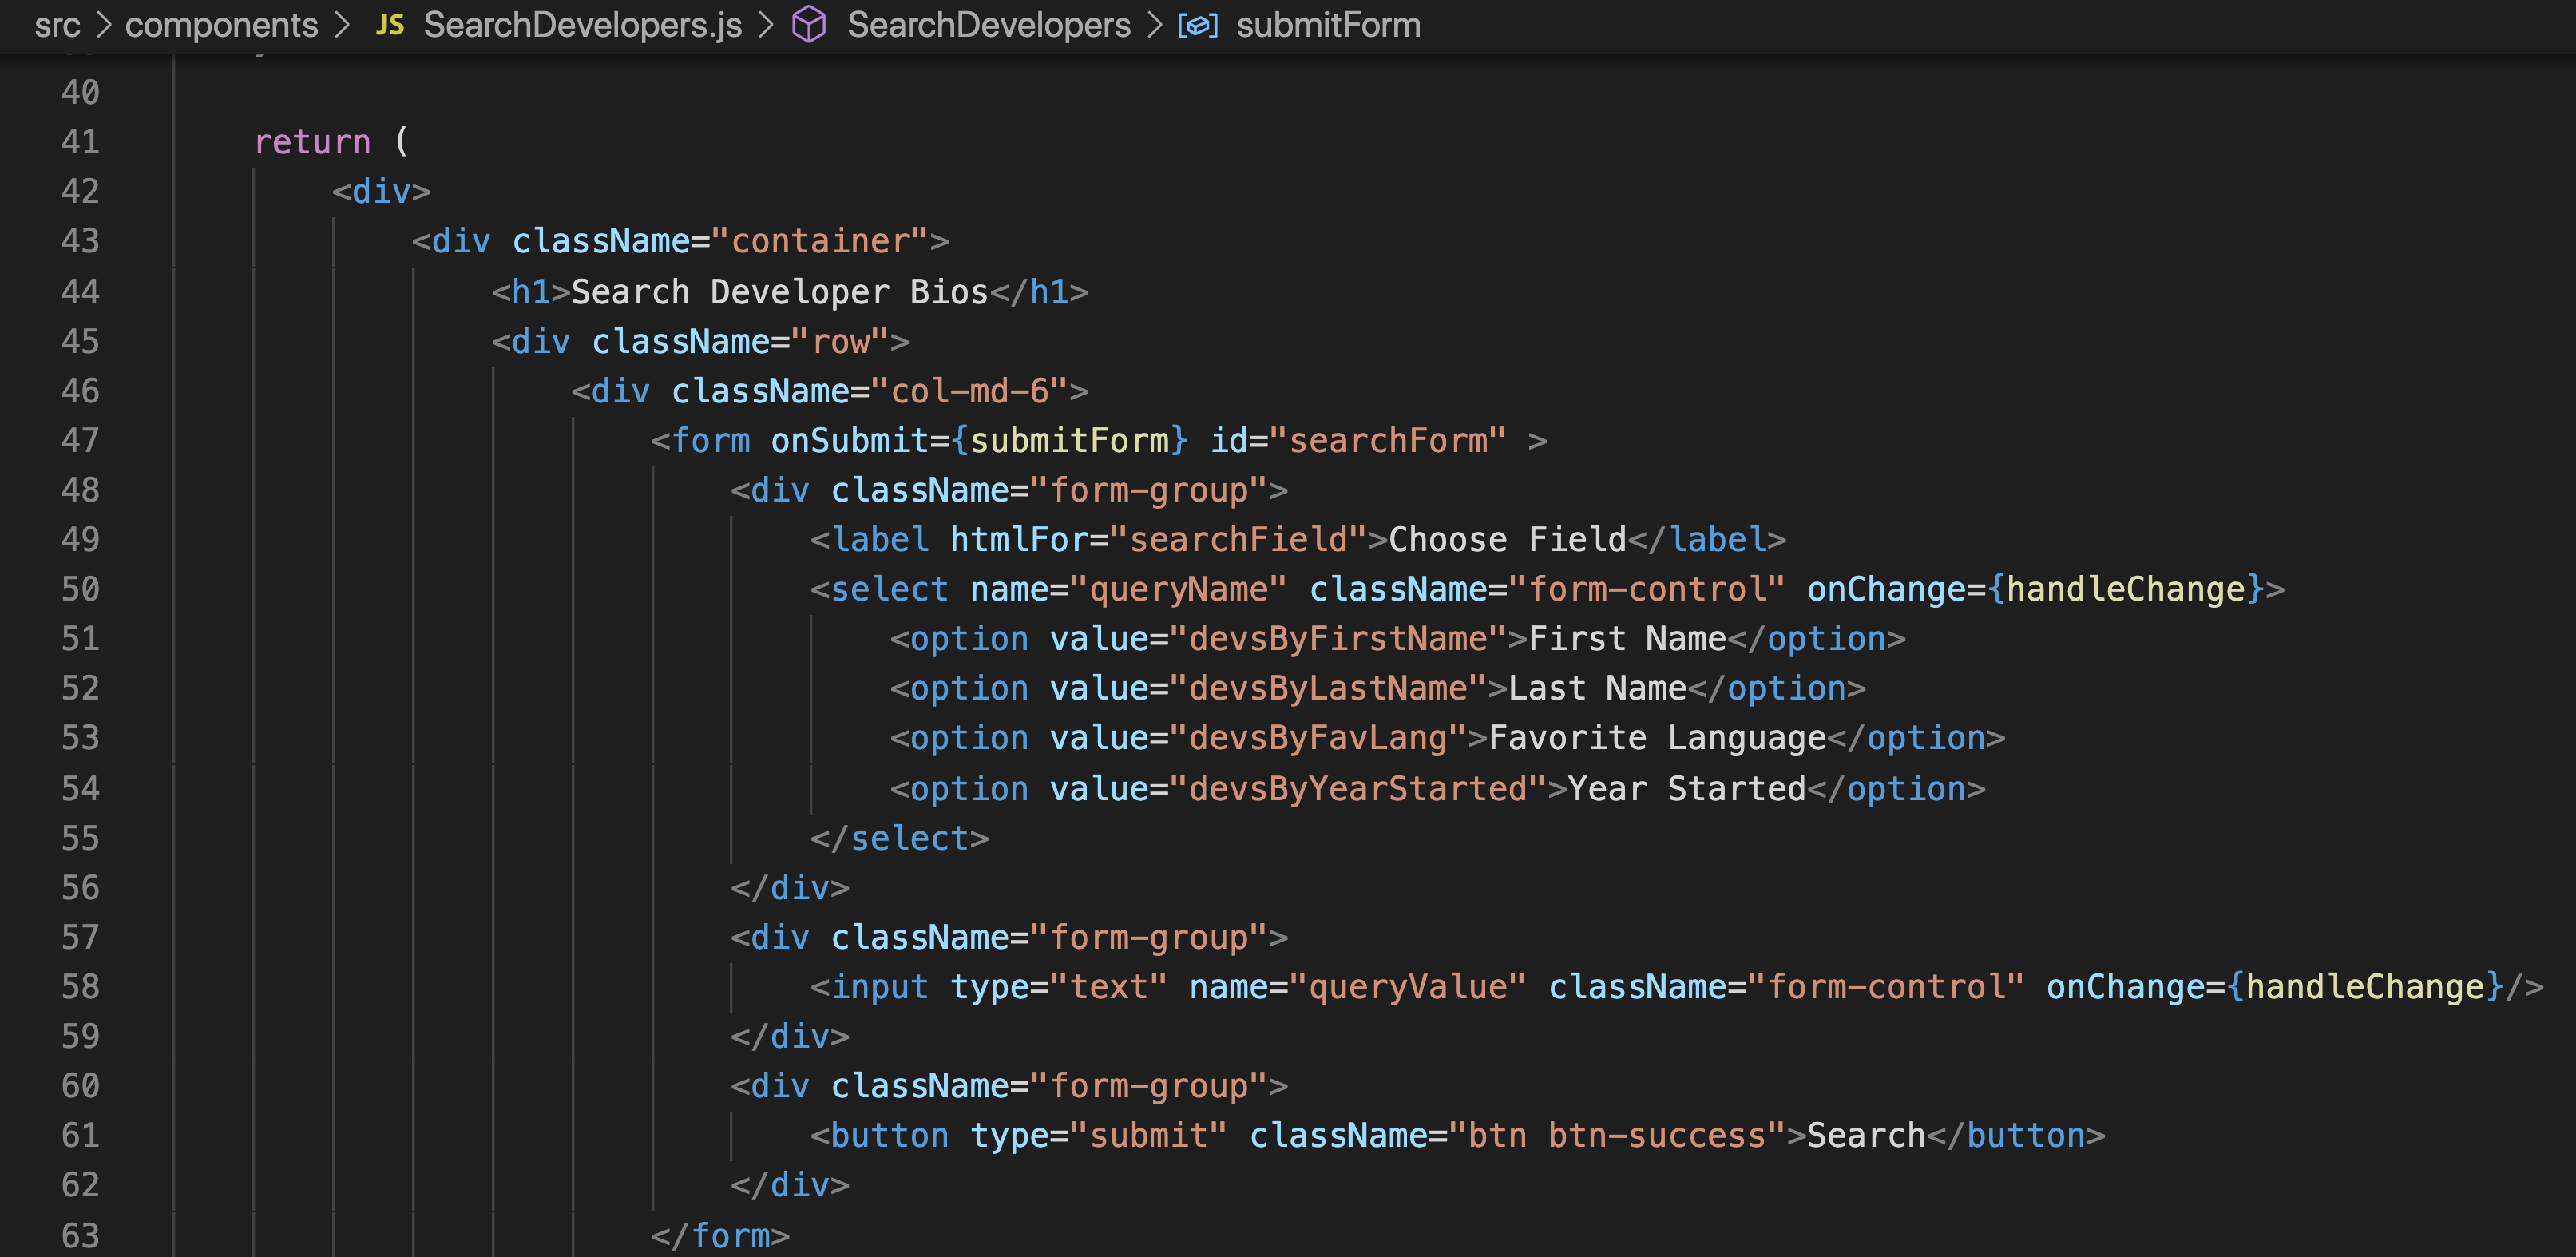 src > components > JS SearchDevelopers.js > SearchDevelopers > submitForm
40
41 return (
42 <div>
43 <div className="container">
44 <h1>Search Developer Bios</h1>
45 <div className="row">
46 <div className="col-md-6">
47 <form onSubmit={submitForm} id="searchForm" >
48 <div className="form-group">
49 <label htmlFor="searchField">Choose Field</label>
50 <select name="queryName" className="form-control" onChange={handleChange}>
51 <option value="devsByFirstName">First Name</option>
52 <option value="devsByLastName">Last Name</option>
53 <option value="devsByFavLang">Favorite Language</option>
54 <option value="devsByYearStarted">Year Started</option>
55 </select>
56 </div>
57 <div className="form-group">
58 <input type="text" name="queryValue" className="form-control" onChange={handleChange}/>
59 </div>
60 <div className="form-group">
61 <button type="submit" className="btn btn-success">Search</button>
62 </div>
63 </form>